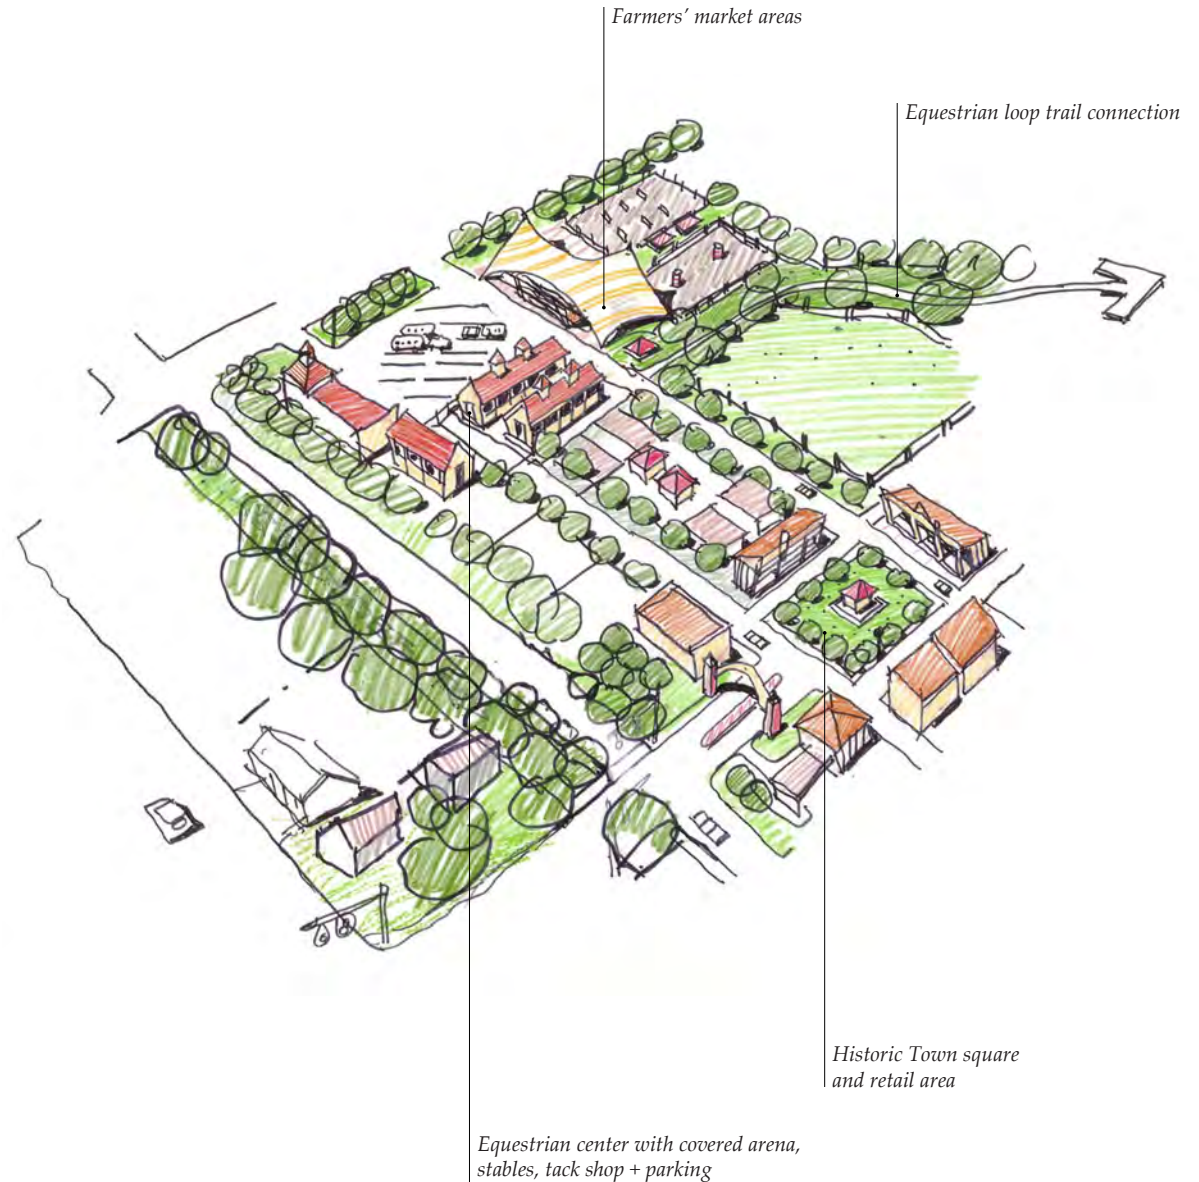 Farmers’ market areas
Equestrian loop trail connection
Historic Town square
and retail area
Equestrian center with covered arena,
stables, tack shop + parking